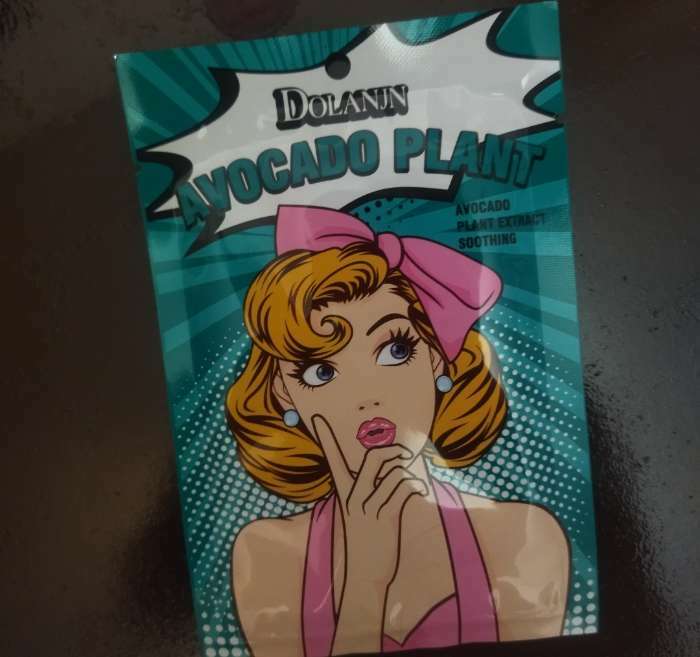 DOLANJN
AVOCADO PLANT
AVOCADO
PLANT EXTRACT
SOOTHING